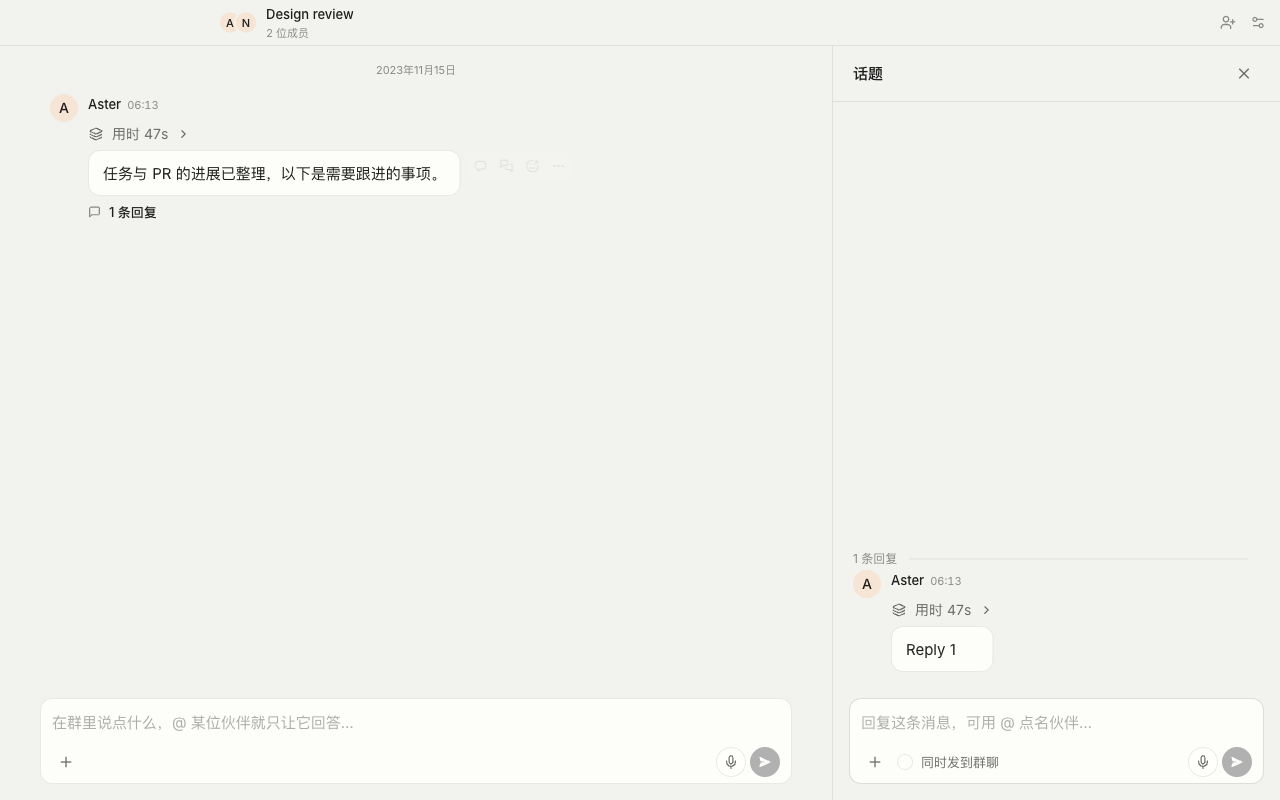 A N
Design review
2 位成员
2023年11月15日
A
Aster 06:13
用时 47s
任务与 PR 的进展已整理，以下是需要跟进的事项。
1 条回复
在群里说点什么，@ 某位伙伴就只让它回答...
话题
1 条回复
A
Aster 06:13
用时 47s
Reply 1
回复这条消息，可用 @ 点名伙伴...
同时发到群聊